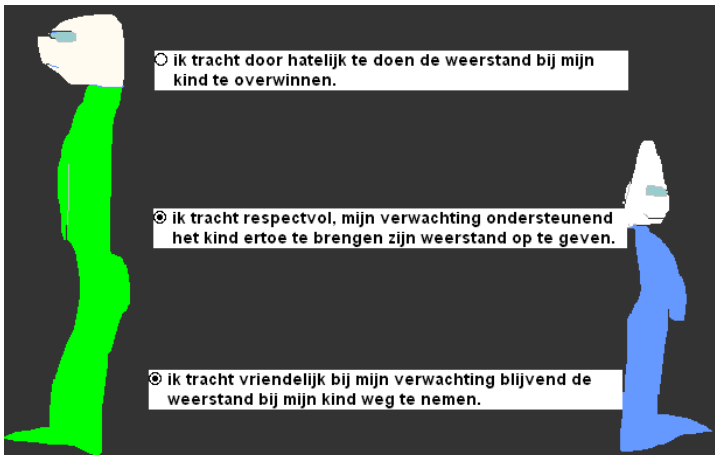 ik tracht door hatelijk te doen de weerstand bij mijn
kind te overwinnen.
ik tracht respectvol, mijn verwachting ondersteunend
het kind ertoe te brengen zijn weerstand op te geven.
ik tracht vriendelijk bij mijn verwachting blijvend de
weerstand bij mijn kind weg te nemen.